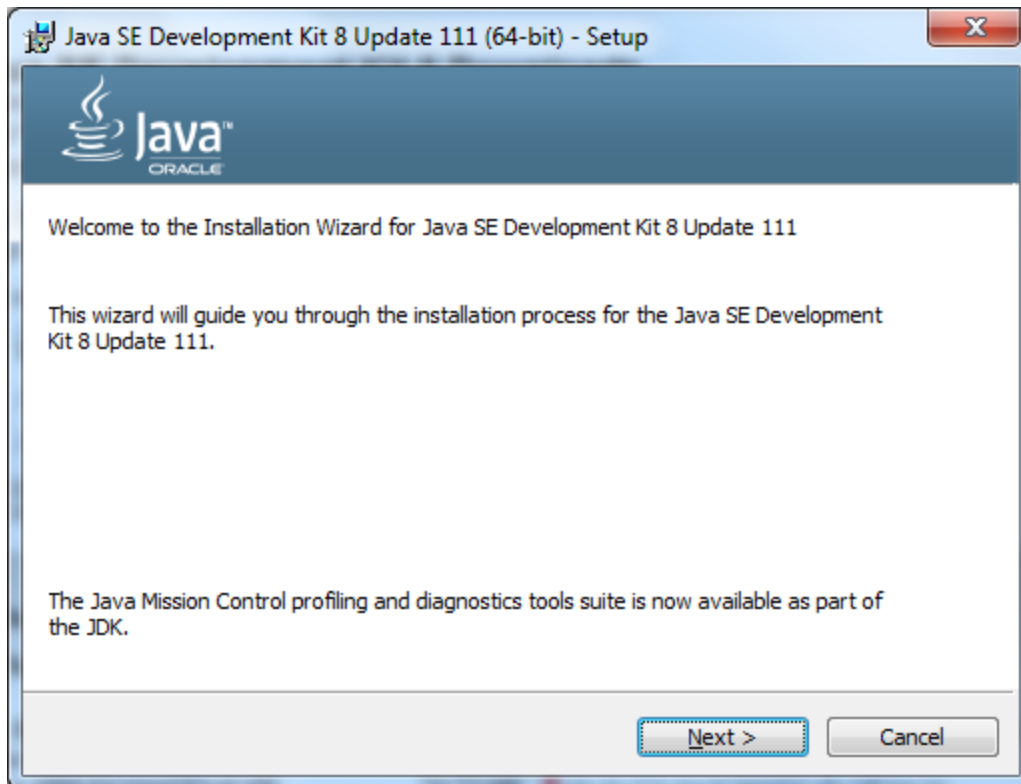 Java SE Development Kit 8 Update 111 (64-bit) - Setup
Java™
ORACLE
Welcome to the Installation Wizard for Java SE Development Kit 8 Update 111
This wizard will guide you through the installation process for the Java SE Development
Kit 8 Update 111.
The Java Mission Control profiling and diagnostics tools suite is now available as part of
the JDK.
Next > Cancel